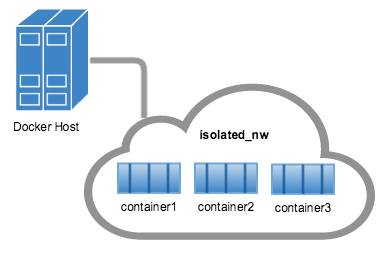 Docker Host
isolated_nw
container1
container2
container3